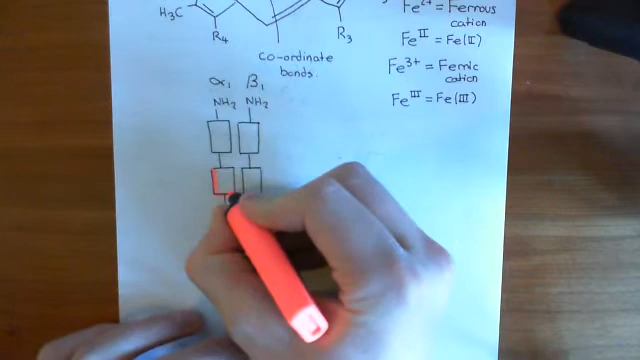 H₃C
R₄
R₃
co-ordinate
bonds.
Fe²⁺ = Ferrous
cation
Feᴵᴵ = Fe(II)
Fe³⁺ = Ferric
cation
Feᴵᴵᴵ = Fe(III)
α₁ β₁
NH₂ NH₂